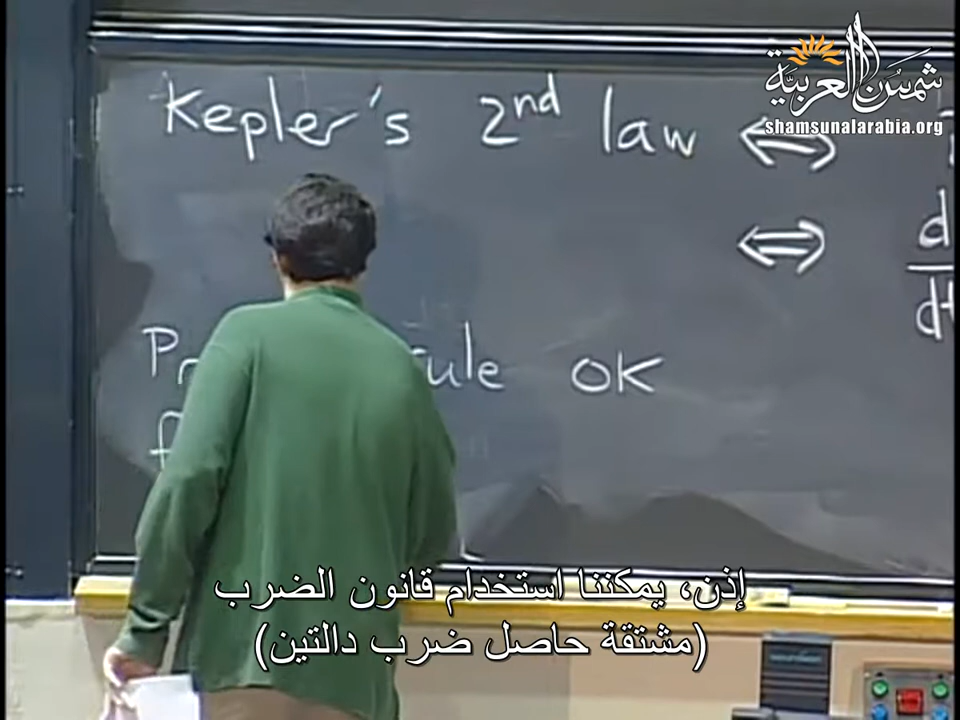 شمس العربية
shamsunalarabia.org
Kepler's 2nd law ⇔
⇔ d
dt
ule OK
إذن، يمكننا استخدام قانون الضرب
(مشتقة حاصل ضرب دالتين)